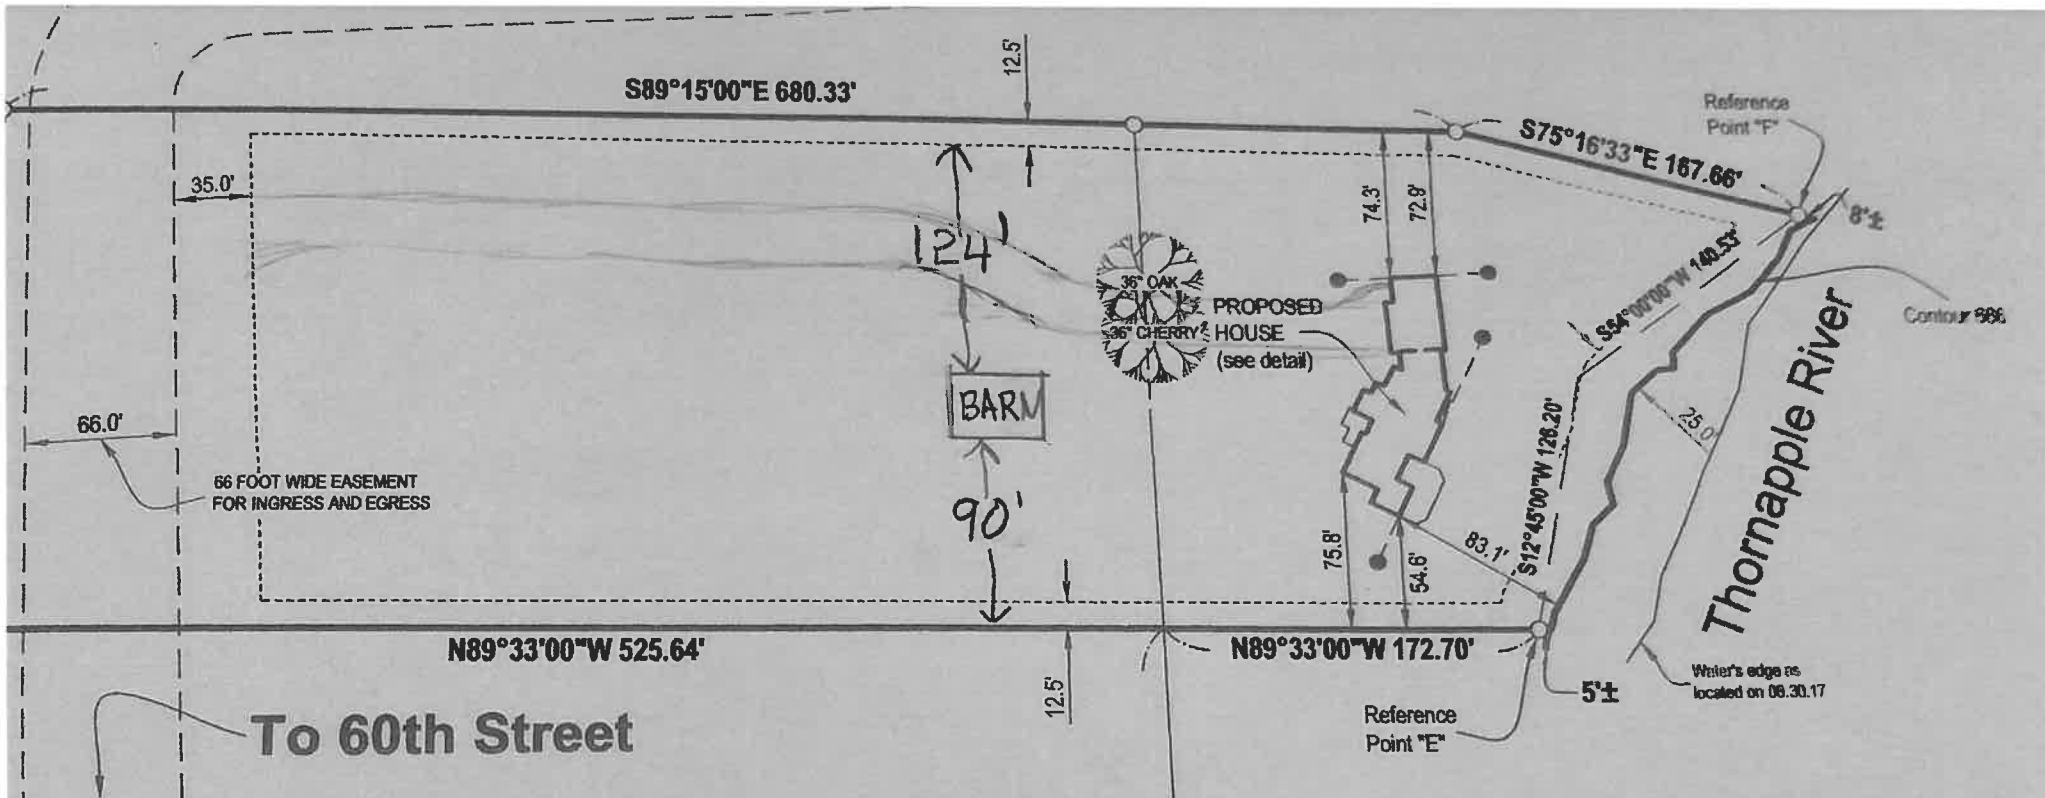 12.5'
S89°15'00"E 680.33'
Reference
Point "F"
S75°16'33"E 167.66'
35.0'
74.3'
72.9'
8'±
124'
S54°00'00"W 140.53'
36" OAK
PROPOSED
36" CHERRY
HOUSE
(see detail)
Contour 666
BARN
66.0'
25.0'
S12°45'00"W 126.20'
Thornapple River
66 FOOT WIDE EASEMENT
FOR INGRESS AND EGRESS
90'
75.8'
54.6'
83.1'
N89°33'00"W 525.64'
N89°33'00"W 172.70'
12.5'
5'±
Water's edge as
located on 08.30.17
Reference
Point "E"
To 60th Street